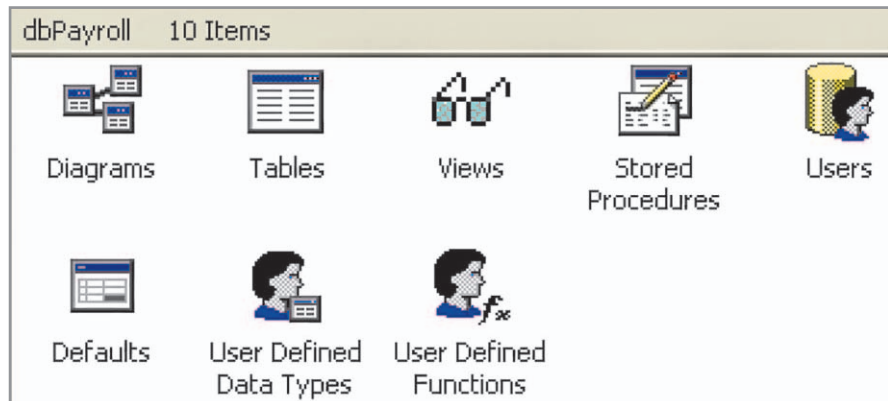 dbPayroll 10 Items
Diagrams
Tables
Views
Stored
Procedures
Users
Defaults
User Defined
Data Types
User Defined
Functions